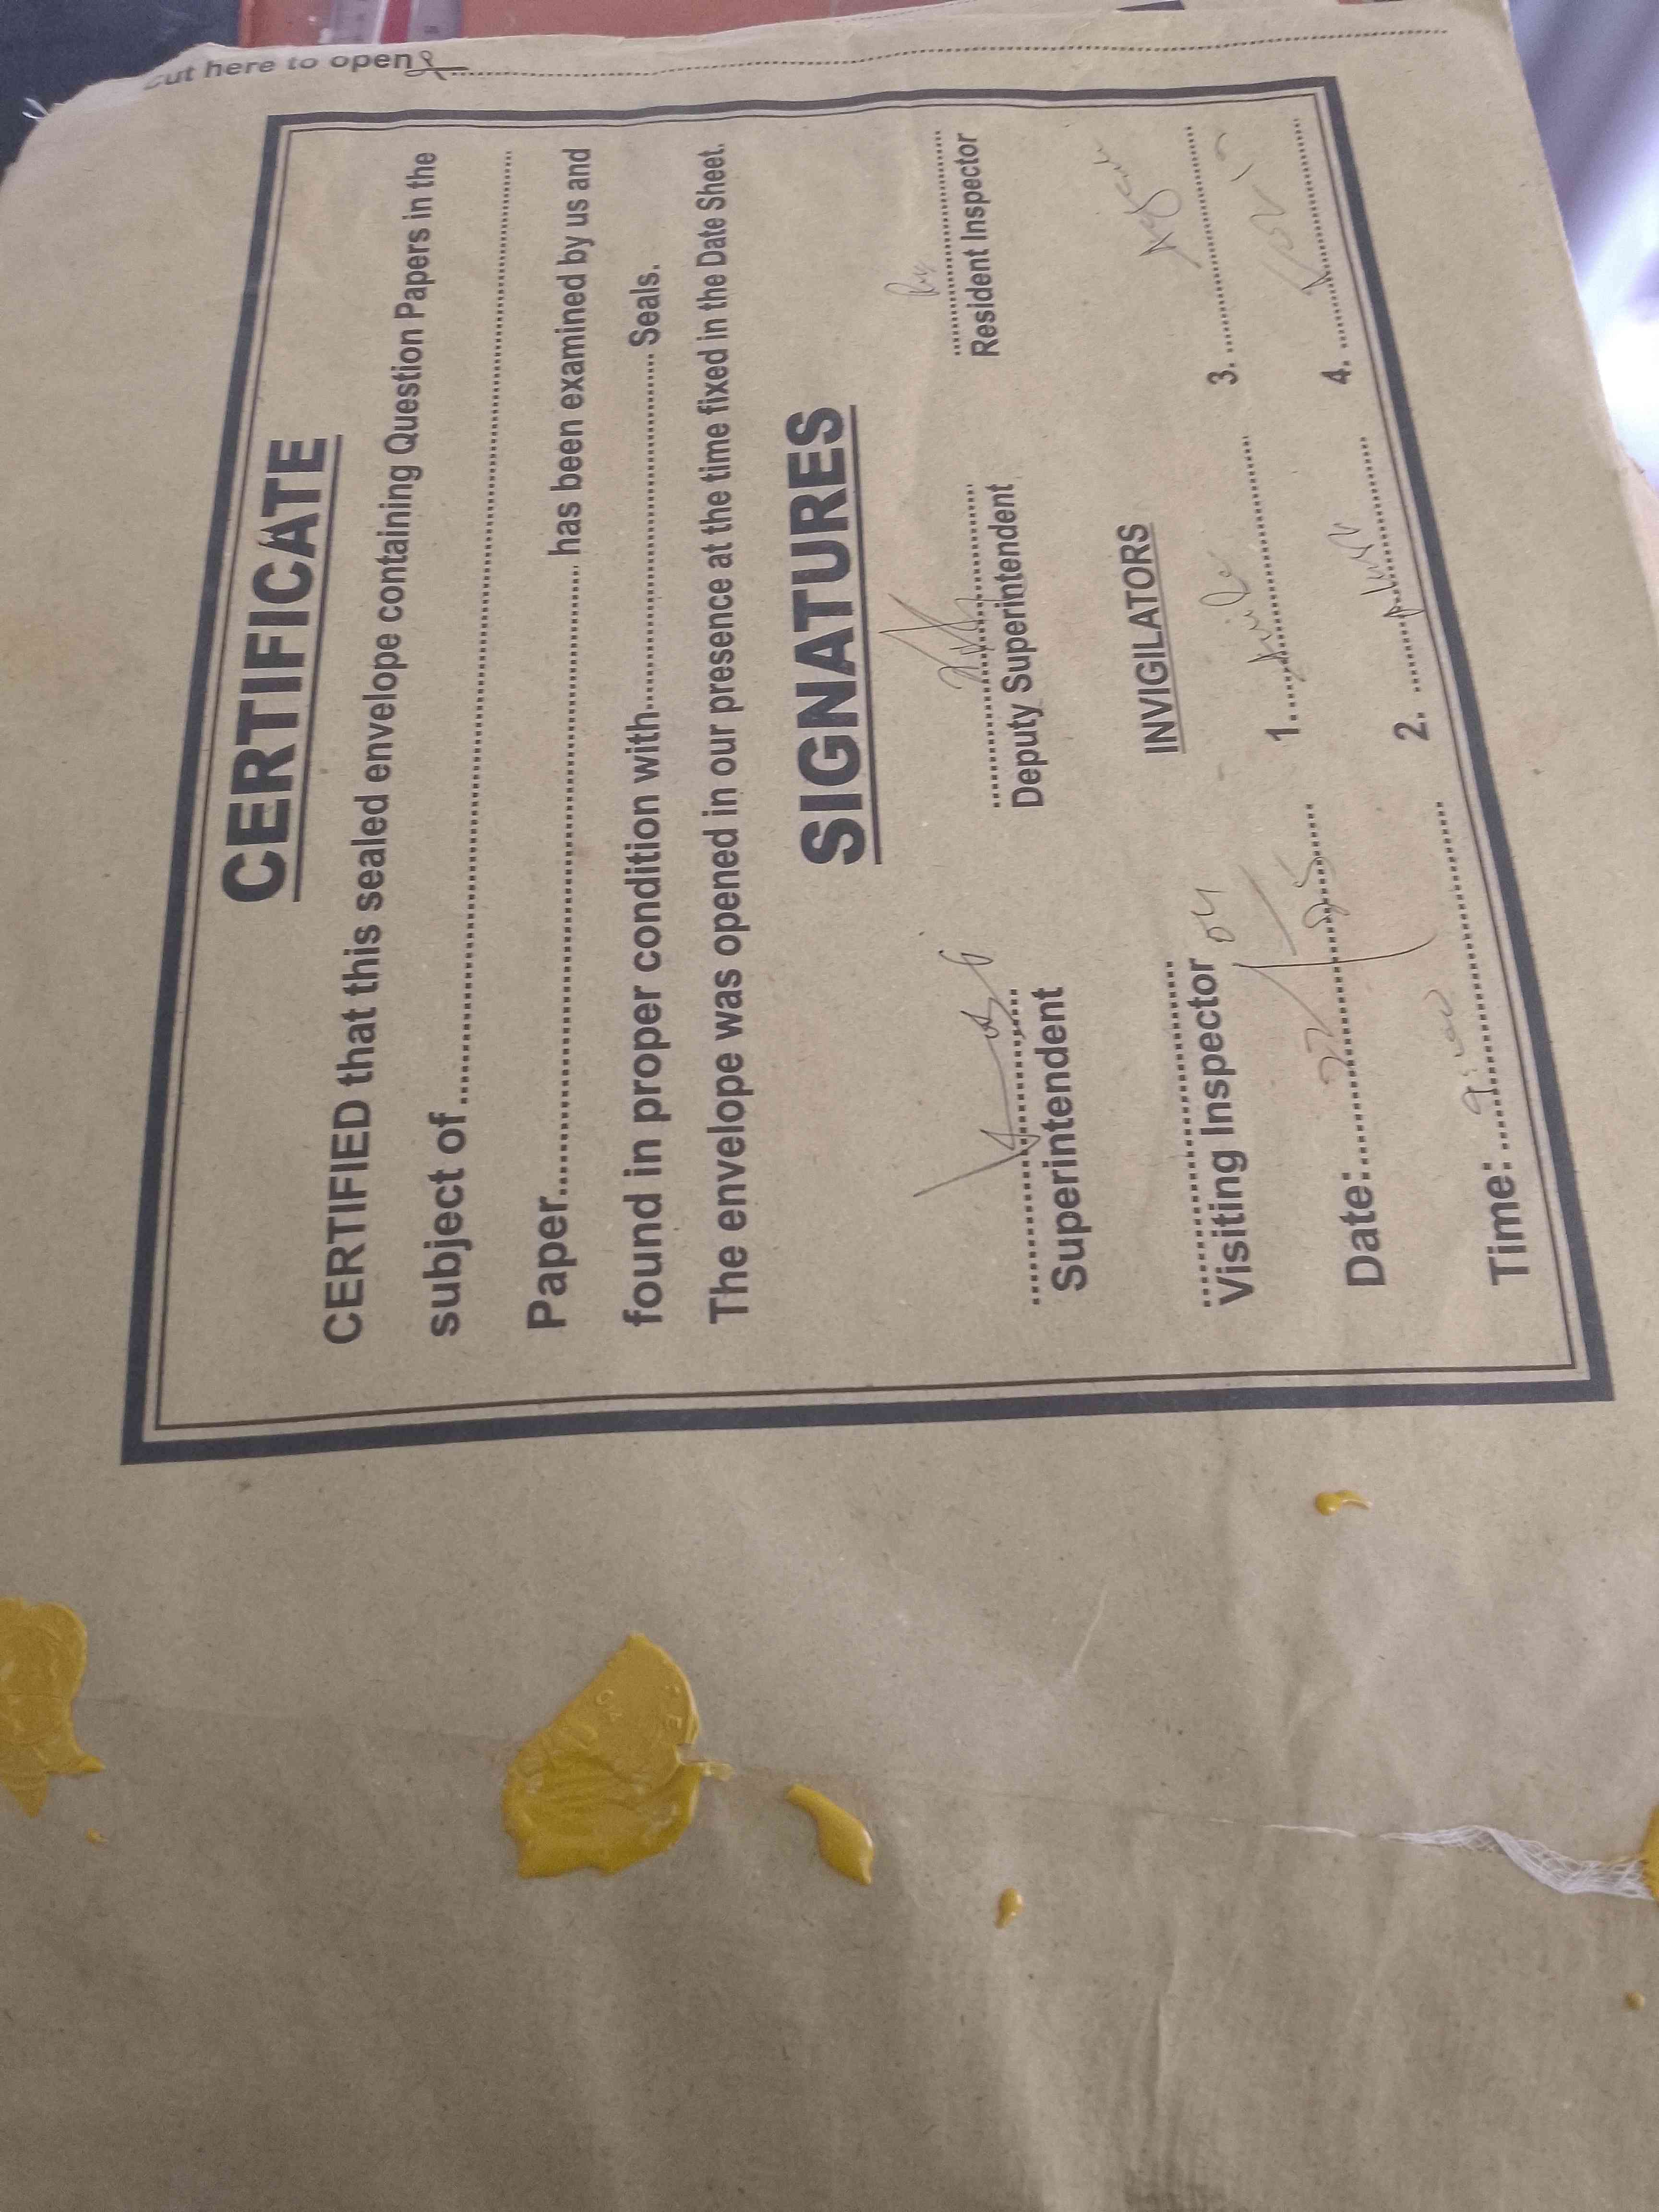 cut here to open
CERTIFICATE
CERTIFIED that this sealed envelope containing Question Papers in the
subject of
Paper has been examined by us and
found in proper condition with Seals.
The envelope was opened in our presence at the time fixed in the Date Sheet.
SIGNATURES
Superintendent Deputy Superintendent Resident Inspector
INVIGILATORS
Visiting Inspector 1. 3.
Date: 2. 4.
Time: